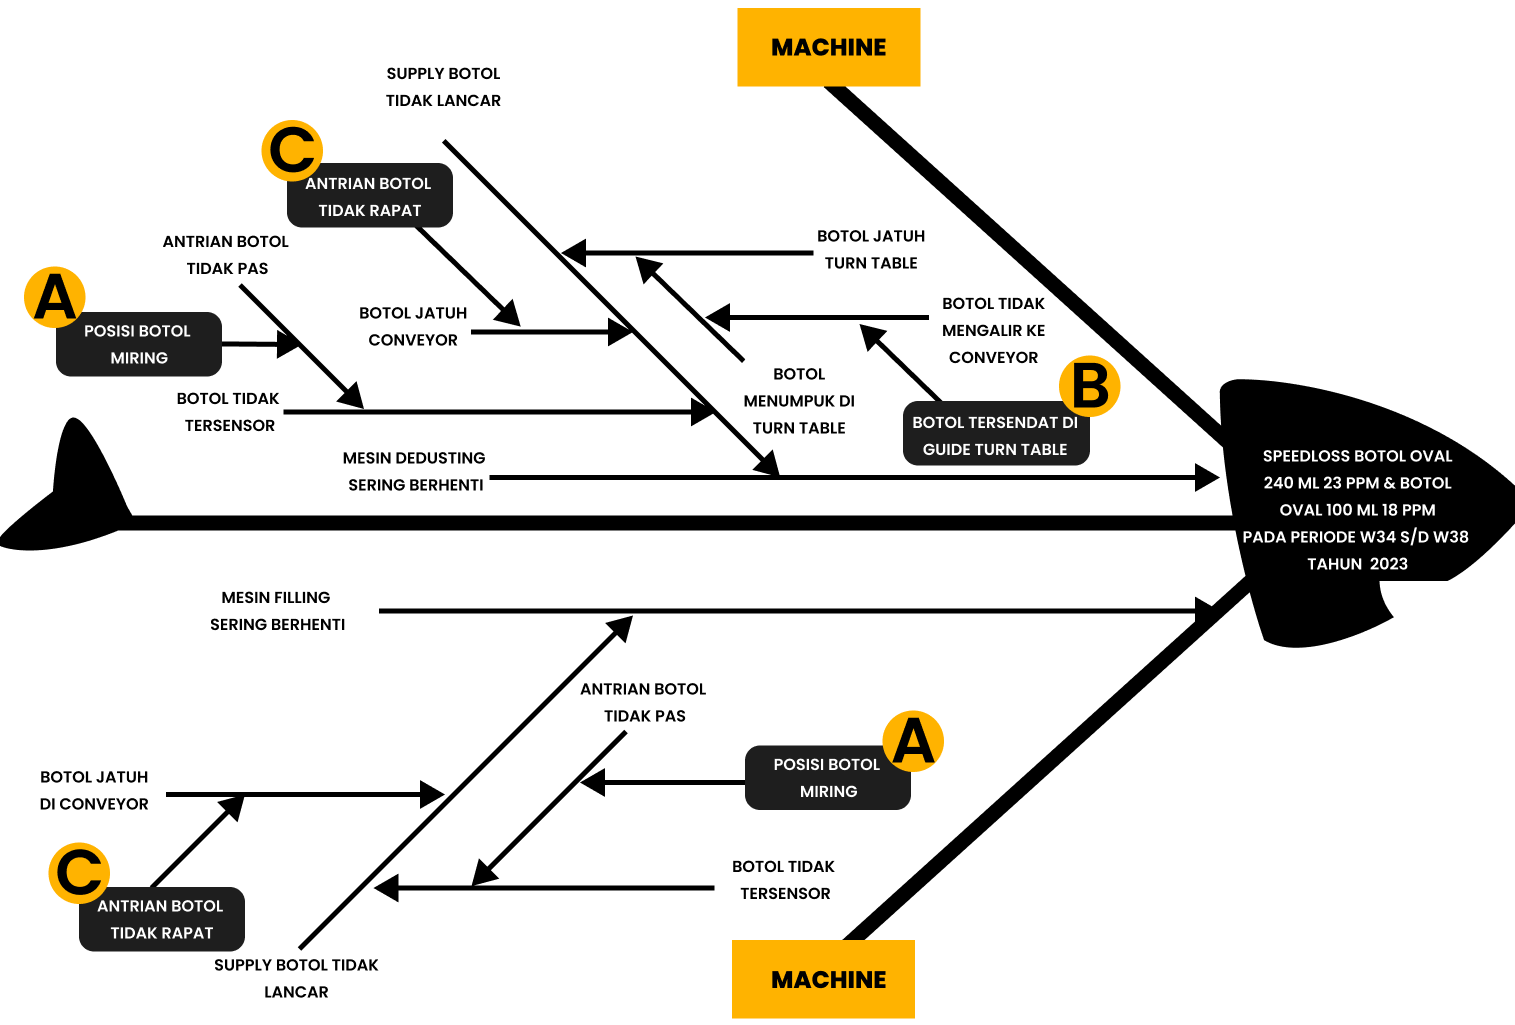 MACHINE
SUPPLY BOTOL
TIDAK LANCAR
C
ANTRIAN BOTOL
TIDAK RAPAT
ANTRIAN BOTOL
TIDAK PAS
A
POSISI BOTOL
MIRING
BOTOL JATUH
CONVEYOR
BOTOL TIDAK
TERSENSOR
BOTOL JATUH
TURN TABLE
BOTOL TIDAK
MENGALIR KE
CONVEYOR
BOTOL
MENUMPUK DI
TURN TABLE
B
BOTOL TERSENDAT DI
GUIDE TURN TABLE
MESIN DEDUSTING
SERING BERHENTI
SPEEDLOSS BOTOL OVAL
240 ML 23 PPM & BOTOL
OVAL 100 ML 18 PPM
PADA PERIODE W34 S/D W38
TAHUN 2023
MESIN FILLING
SERING BERHENTI
ANTRIAN BOTOL
TIDAK PAS
A
POSISI BOTOL
MIRING
BOTOL JATUH
DI CONVEYOR
C
ANTRIAN BOTOL
TIDAK RAPAT
BOTOL TIDAK
TERSENSOR
SUPPLY BOTOL TIDAK
LANCAR
MACHINE